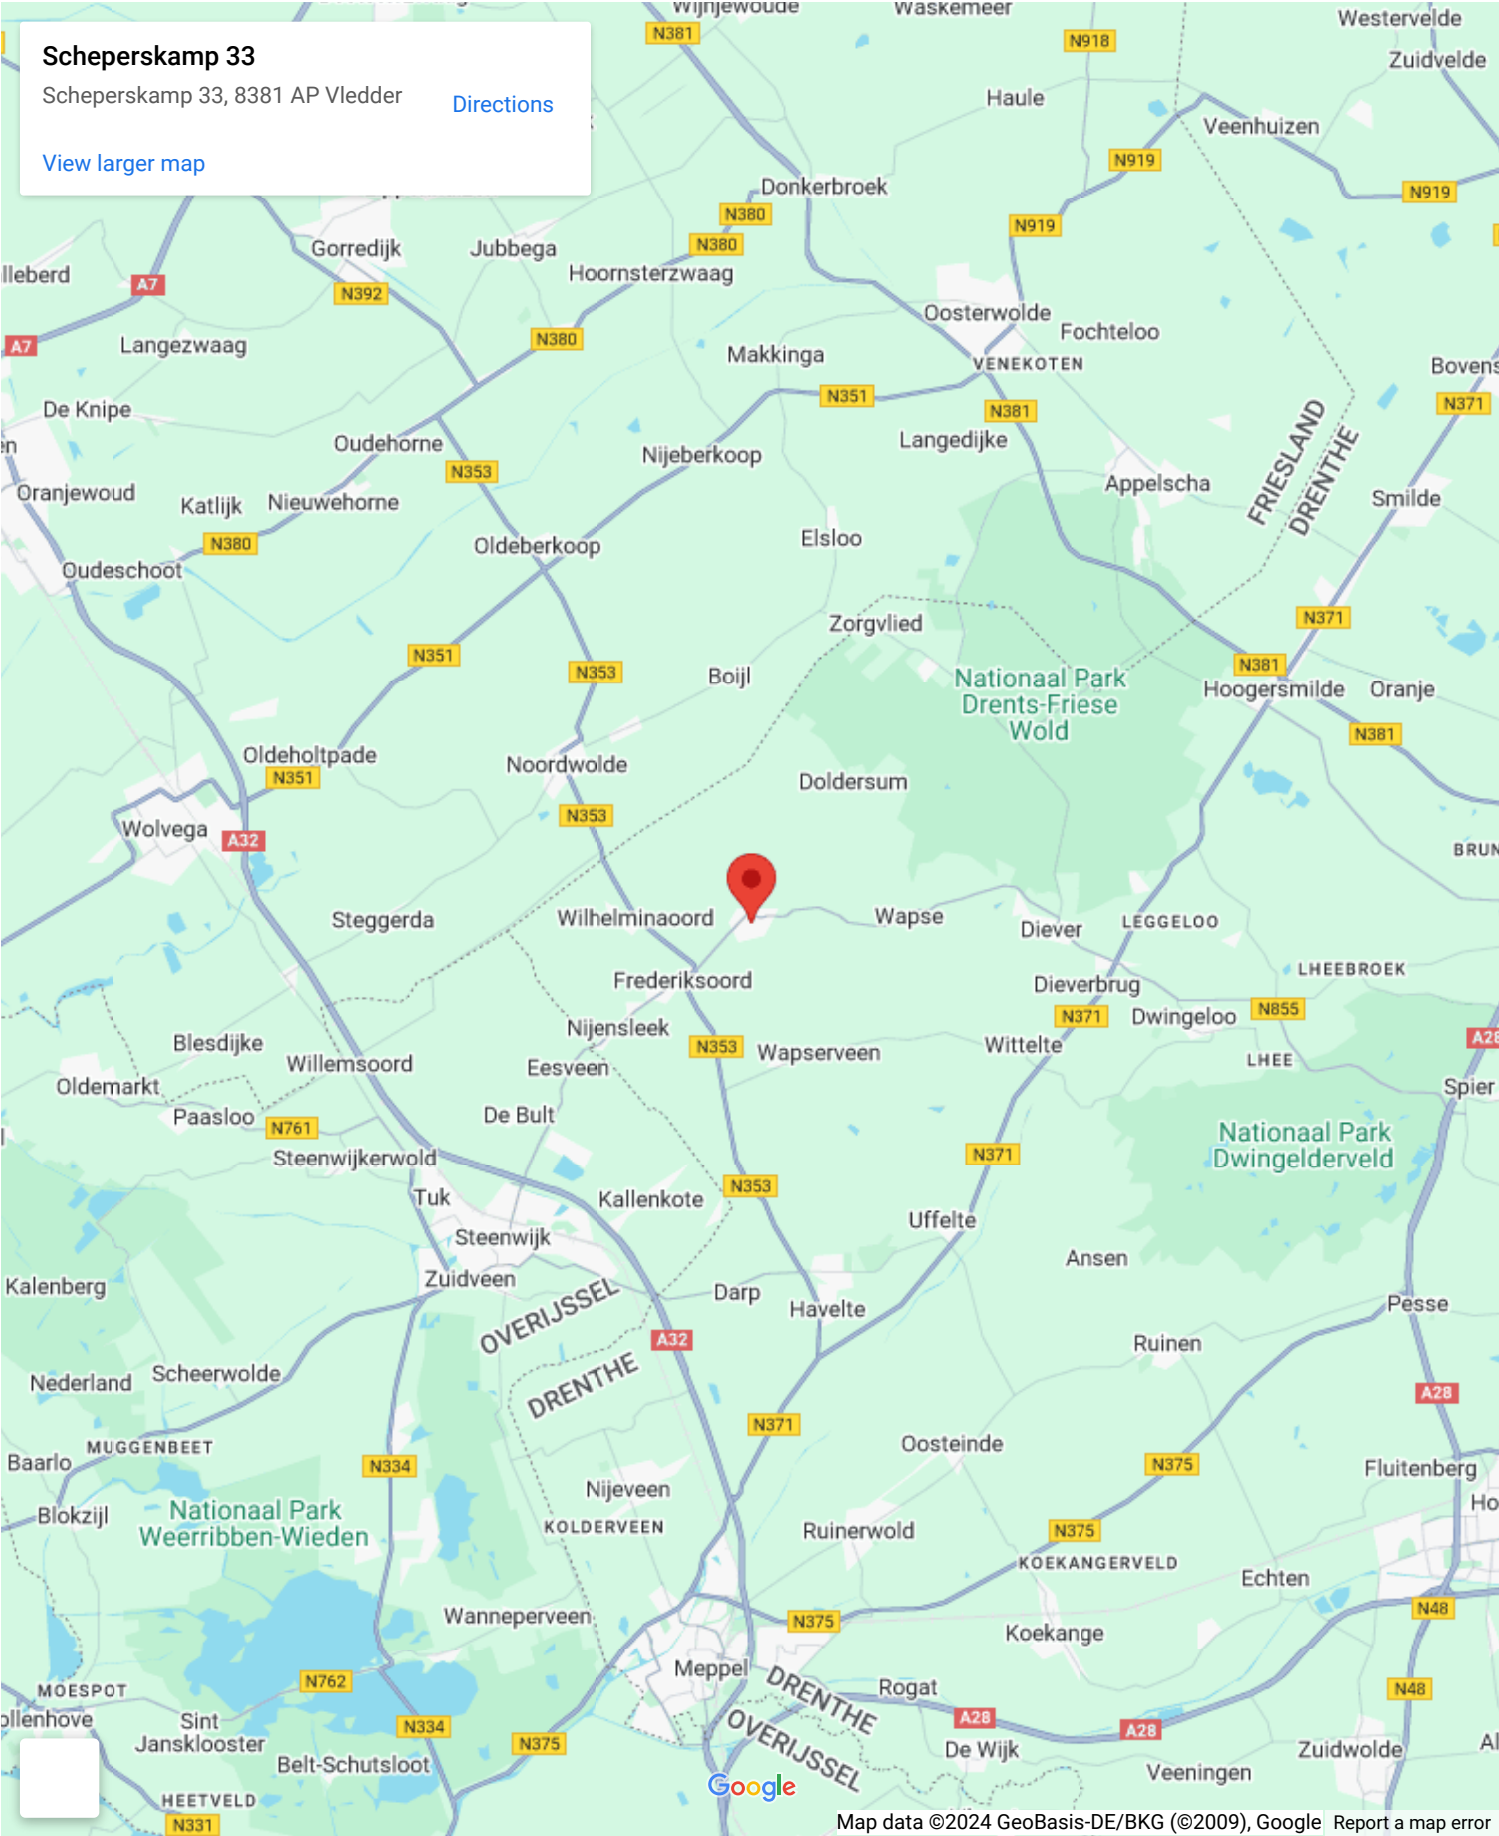 Wijnjewoude
Waskemeer
Westervelde
N381
N918
Zuidvelde
Scheperskamp 33
Scheperskamp 33, 8381 AP Vledder
Directions
View larger map
Haule
Veenhuizen
N919
N919
Donkerbroek
N380
N919
N380
Gorredijk
Jubbega
Hoornsterzwaag
lleberd
A7
N392
Oosterwolde
Fochteloo
N380
A7
Langezwaag
Makkinga
VENEKOTEN
Bovens
N351
N371
De Knipe
N381
Oudehorne
Langedijke
en
Nijeberkoop
N353
FRIESLAND
DRENTHE
Appelscha
Oranjewoud
Katlijk
Nieuwehorne
Smilde
N380
Oldeberkoop
Elsloo
Oudeschoot
Zorgvlied
N371
N351
N353
Boijl
N381
Nationaal Park
Drents-Friese
Wold
Hoogersmilde
Oranje
N381
Oldeholtpade
N351
Noordwolde
Doldersum
N353
Wolvega
A32
BRUN
Steggerda
Wilhelminaoord
Wapse
Diever
LEGGELOO
Frederiksoord
Dieverbrug
LHEEBROEK
N855
N371
Dwingeloo
Nijensleek
Blesdijke
N353
Wapserveen
Wittelte
A28
Willemsoord
Eesveen
LHEE
Oldemarkt
Spier
Paasloo
N761
De Bult
Nationaal Park
Dwingelderveld
Steenwijkerwold
N371
N353
Tuk
Kallenkote
Uffelte
Steenwijk
Ansen
Kalenberg
Zuidveen
OVERIJSSEL
DRENTHE
Darp
Havelte
Pesse
A32
Ruinen
Scheerwolde
Nederland
A28
N371
MUGGENBEET
Oosteinde
Baarlo
N334
N375
Fluitenberg
Nijeveen
Blokzijl
Nationaal Park
Weerribben-Wieden
Ho
KOLDERVEEN
Ruinerwold
N375
KOEKANGERVELD
Echten
Wanneperveen
N375
N48
Koekange
Meppel
N762
DRENTHE
OVERIJSSEL
Rogat
N48
MOESPOT
ollenhove
Sint
Jansklooster
N334
A28
A28
N375
De Wijk
Zuidwolde
Al
Belt-Schutsloot
Veeningen
Google
HEETVELD
N331
Map data ©2024 GeoBasis-DE/BKG (©2009), Google
Report a map error